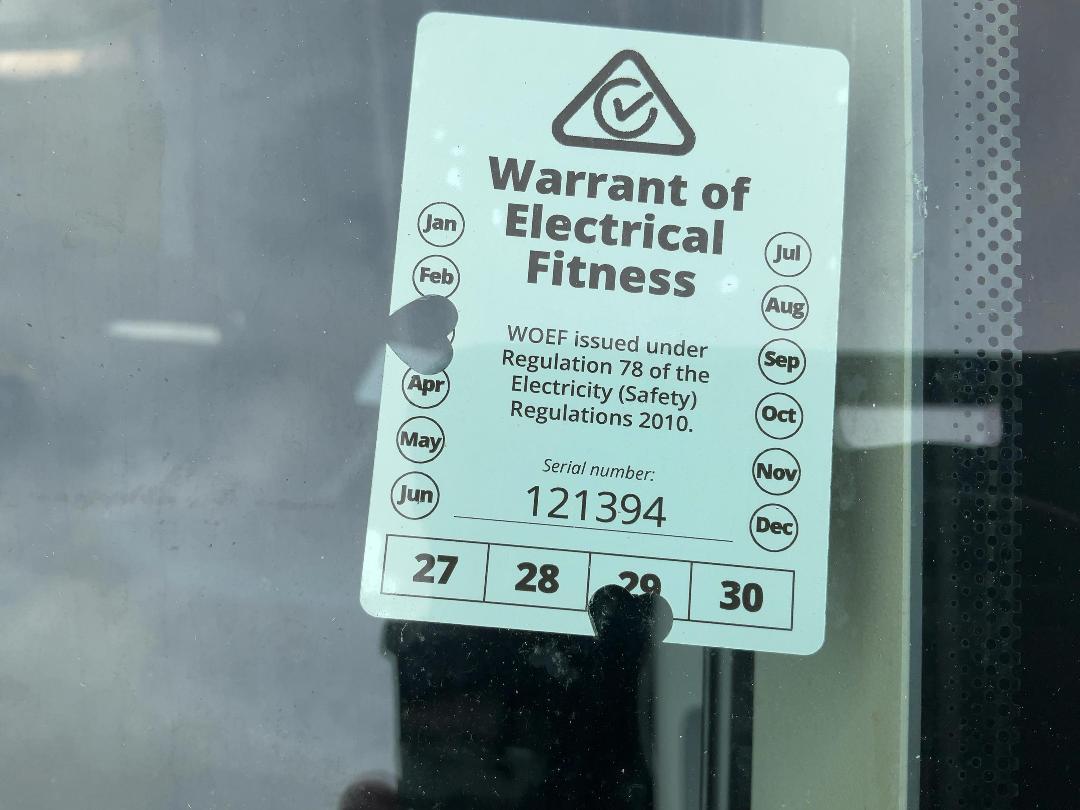 Warrant of
Electrical
Fitness
Jan
Feb
Apr
May
Jun
Jul
Aug
Sep
Oct
Nov
Dec
WOEF issued under
Regulation 78 of the
Electricity (Safety)
Regulations 2010.
Serial number:
121394
27 28 29 30